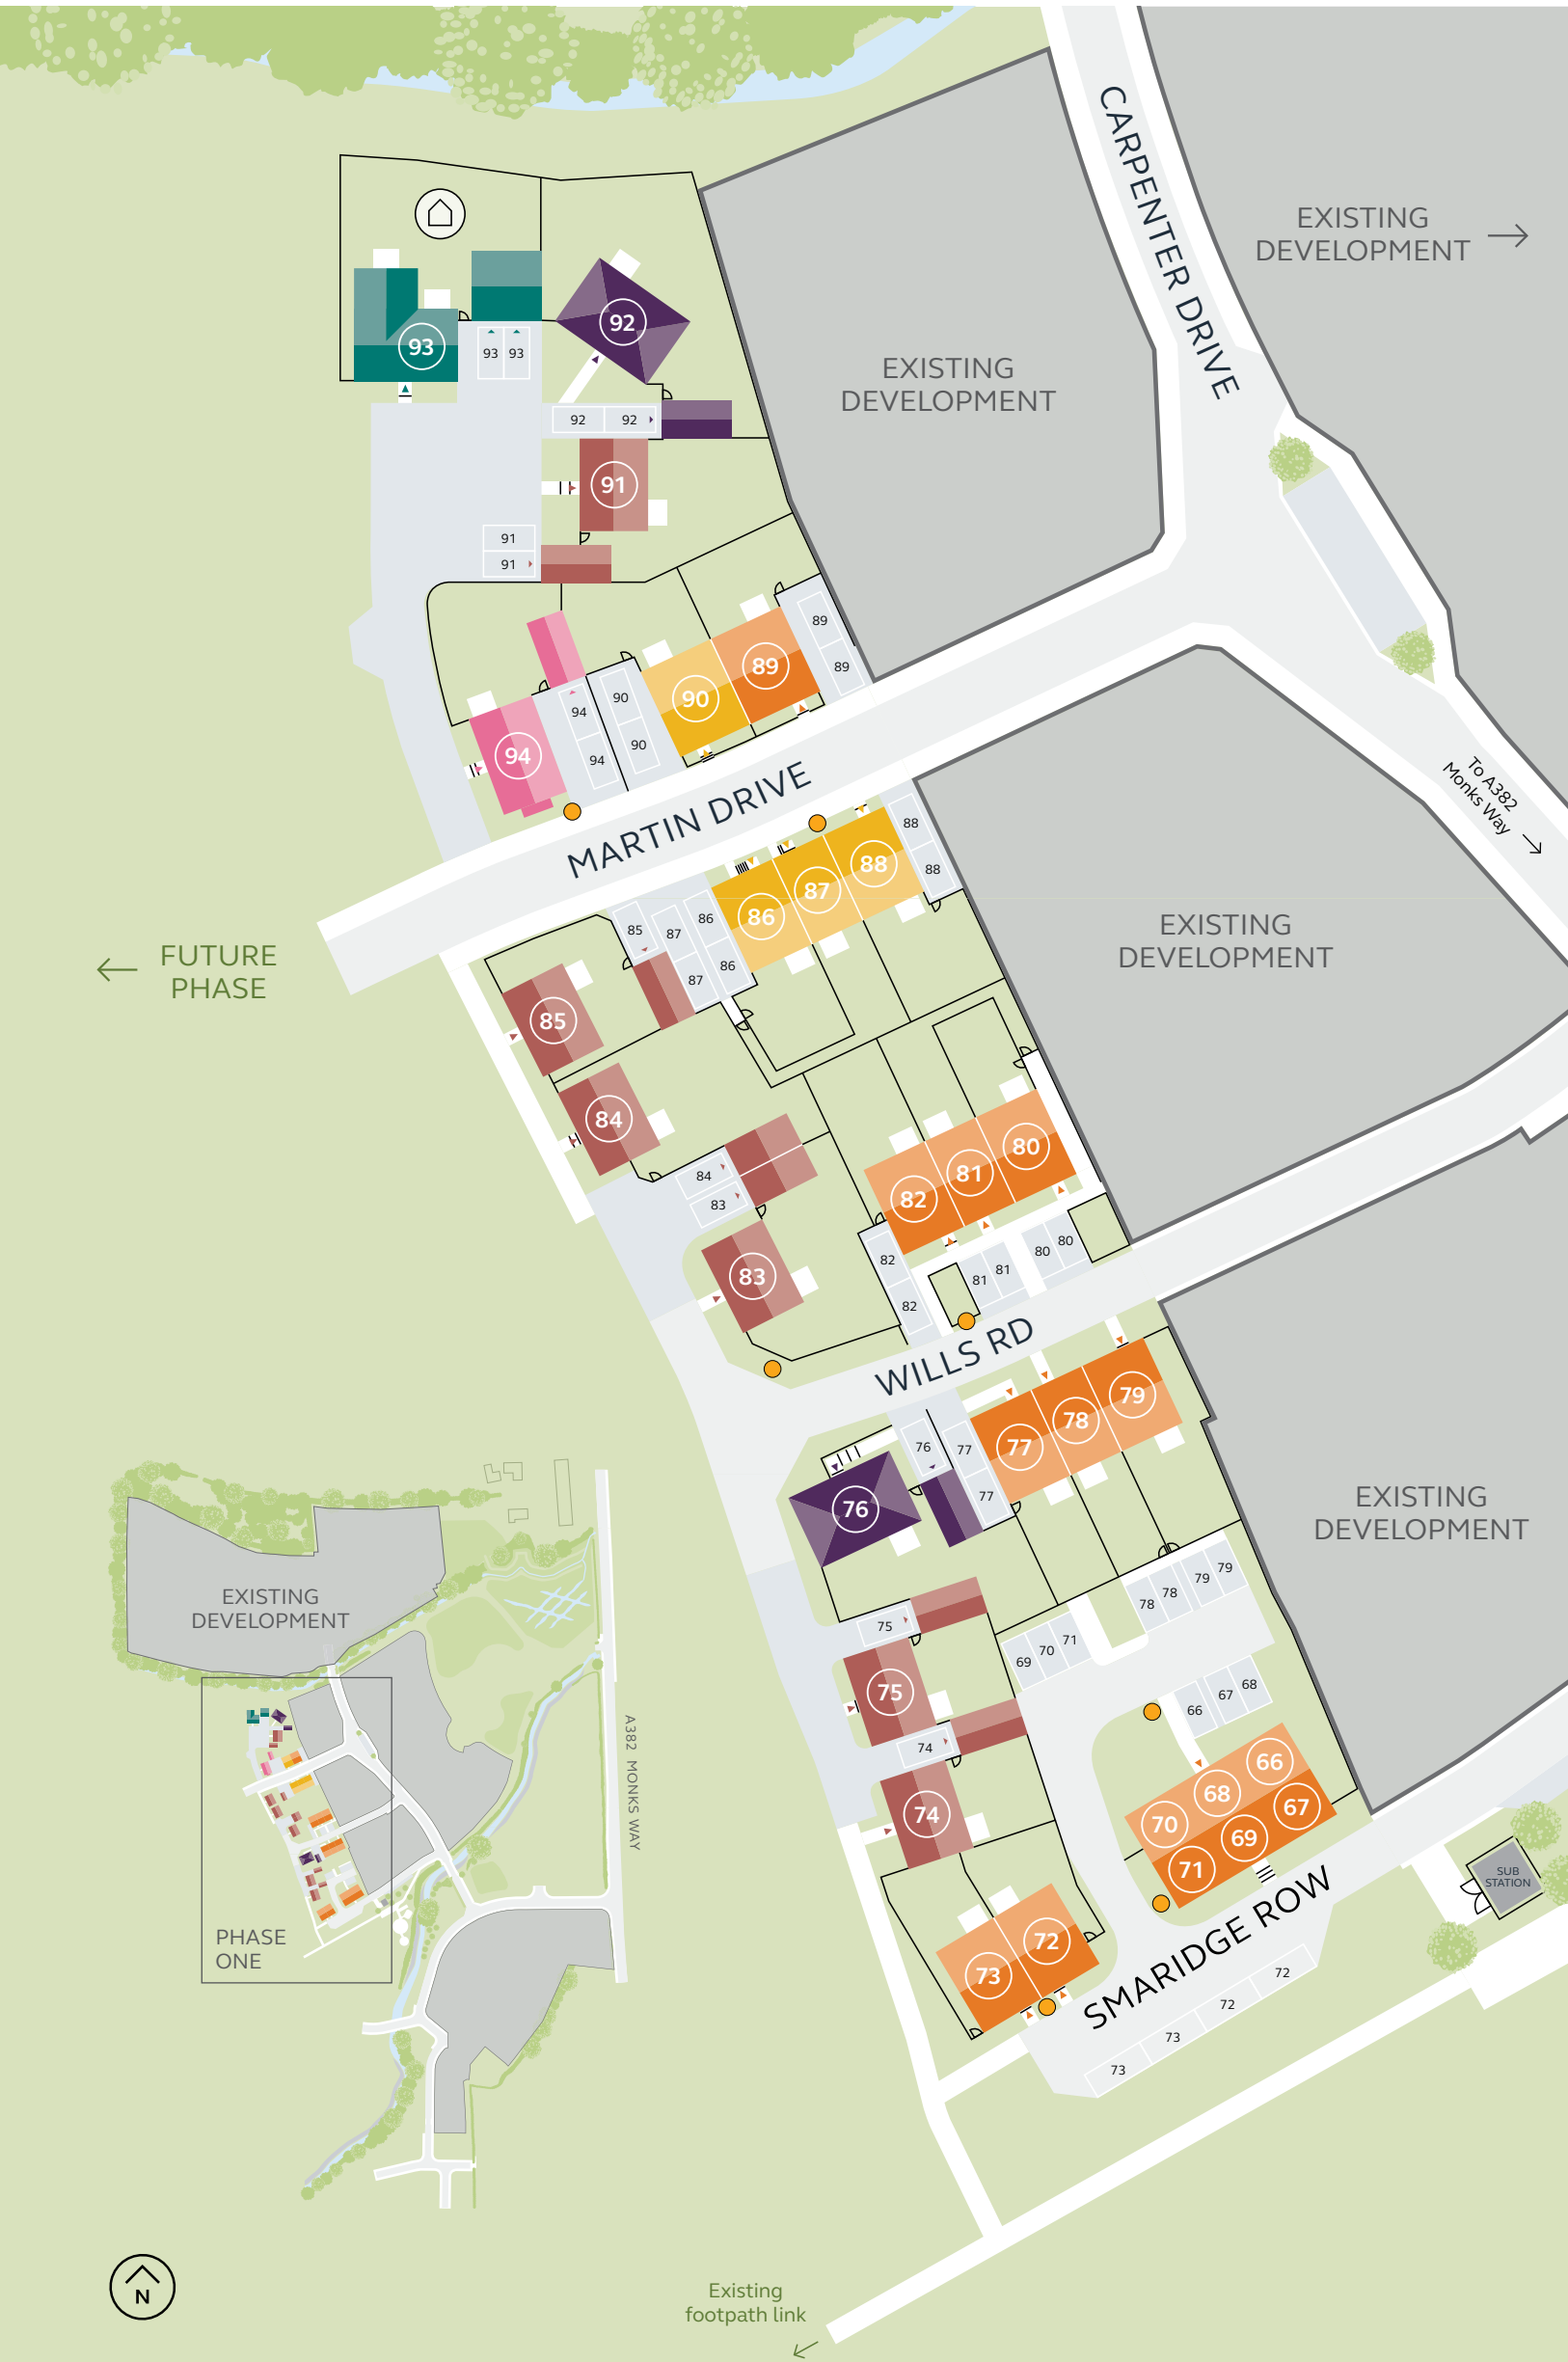 CARPENTER DRIVE
EXISTING
DEVELOPMENT
92
93
93
93
EXISTING
DEVELOPMENT
92
92
91
91
91
89
89
89
90
90
90
94
94
94
To A382
Monks Way
MARTIN DRIVE
88
88
88
87
86
86
86
87
87
85
EXISTING
DEVELOPMENT
FUTURE
PHASE
85
84
80
81
82
84
83
80
80
82
81
81
82
83
WILLS RD
79
78
77
77
77
76
76
EXISTING
DEVELOPMENT
79
79
78
78
75
71
70
69
75
68
67
66
74
74
66
68
67
70
69
71
SUB
STATION
72
73
SMARIDGE ROW
72
72
73
73
EXISTING
DEVELOPMENT
A382 MONKS WAY
PHASE
ONE
N
Existing
footpath link